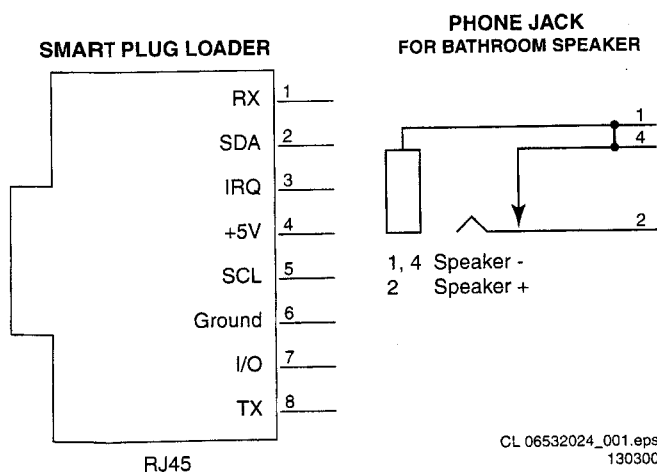 SMART PLUG LOADER
RX 1
SDA 2
IRQ 3
+5V 4
SCL 5
Ground 6
I/O 7
TX 8
RJ45
PHONE JACK
FOR BATHROOM SPEAKER
1
4
2
1, 4 Speaker -
2 Speaker +
CL 06532024_001.eps
130300